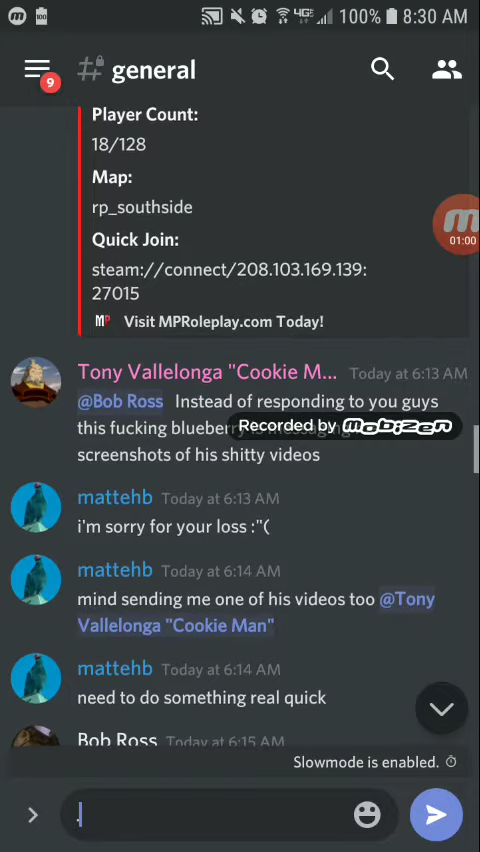 100% 8:30 AM
general
9
Player Count:
18/128
Map:
rp_southside
Quick Join:
steam://connect/208.103.169.139:
27015
Visit MPRoleplay.com Today!
01:00
Tony Vallelonga "Cookie M... Today at 6:13 AM
@Bob Ross Instead of responding to you guys
this fucking blueberry is messaging
Recorded by mobizen
screenshots of his shitty videos
mattehb Today at 6:13 AM
i'm sorry for your loss :"(
mattehb Today at 6:14 AM
mind sending me one of his videos too @Tony
Vallelonga "Cookie Man"
mattehb Today at 6:14 AM
need to do something real quick
Bob Ross Today at 6:15 AM
Slowmode is enabled.
.